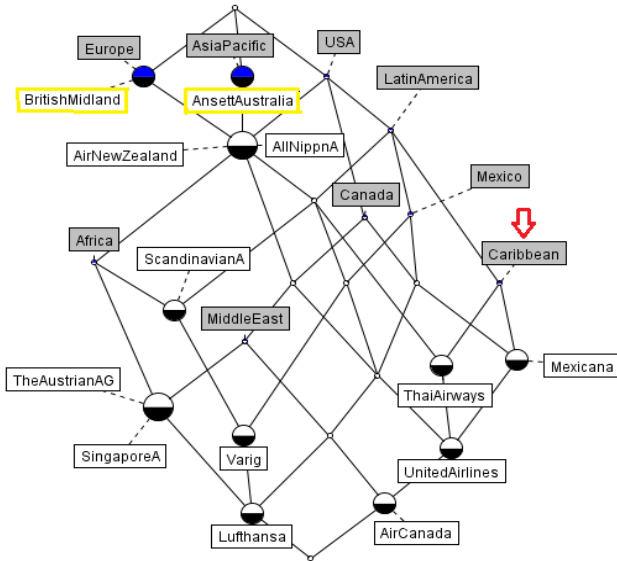 AsiaPacific
Europe
USA
LatinAmerica
BritishMidland
AnsettAustralia
AllNippnA
AirNewZealand
Mexico
Canada
Africa
ScandinavianA
Caribbean
MiddleEast
Mexicana
TheAustrianAG
ThaiAirways
SingaporeA
Varig
UnitedAirlines
Lufthansa
AirCanada